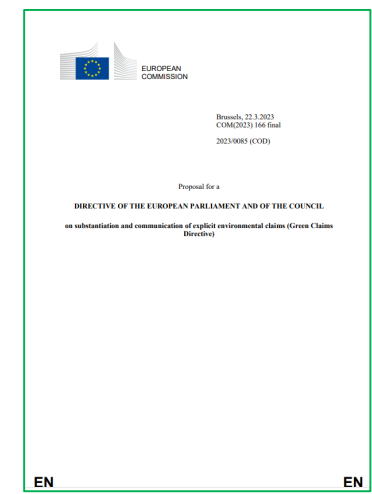 EUROPEAN
COMMISSION
Brussels, 22.3.2023
COM(2023) 166 final
2023/0085 (COD)
Proposal for a
DIRECTIVE OF THE EUROPEAN PARLIAMENT AND OF THE COUNCIL
on substantiation and communication of explicit environmental claims (Green Claims
Directive)
EN EN